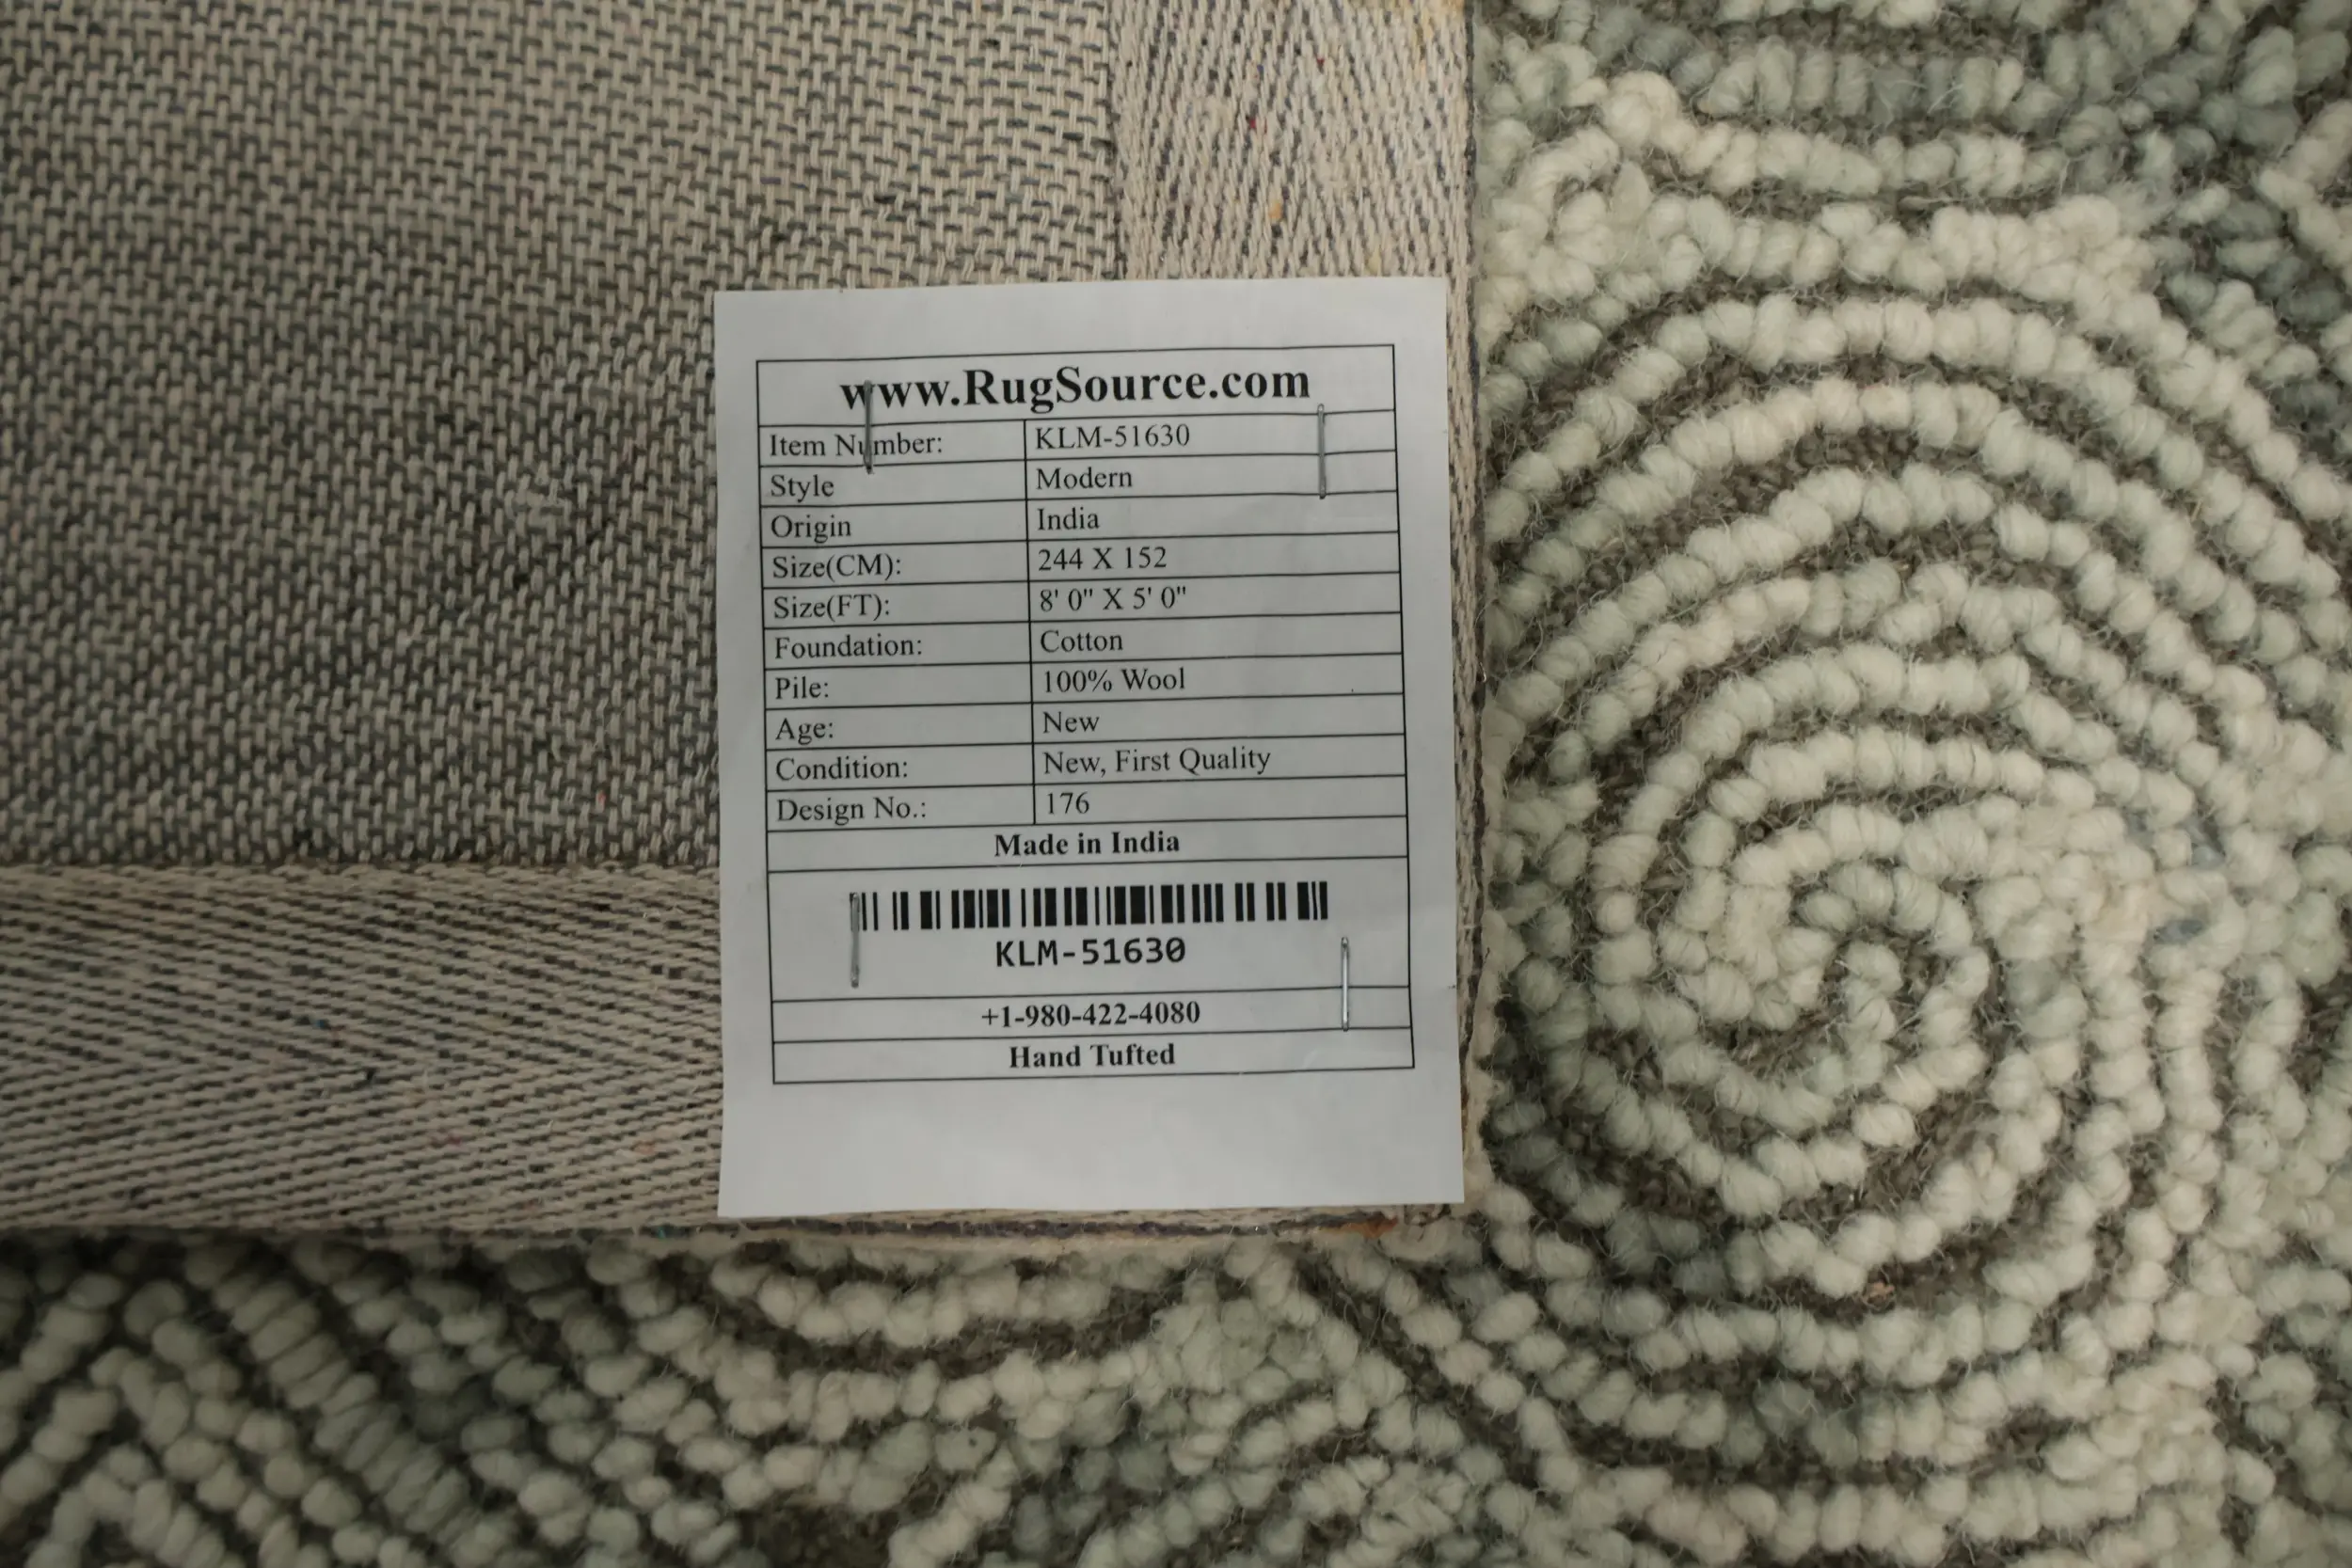 www.RugSource.com
Item Number: KLM-51630
Style Modern
Origin India
Size(CM): 244 X 152
Size(FT): 8' 0" X 5' 0"
Foundation: Cotton
Pile: 100% Wool
Age: New
Condition: New, First Quality
Design No.: 176
Made in India
KLM-51630
+1-980-422-4080
Hand Tufted